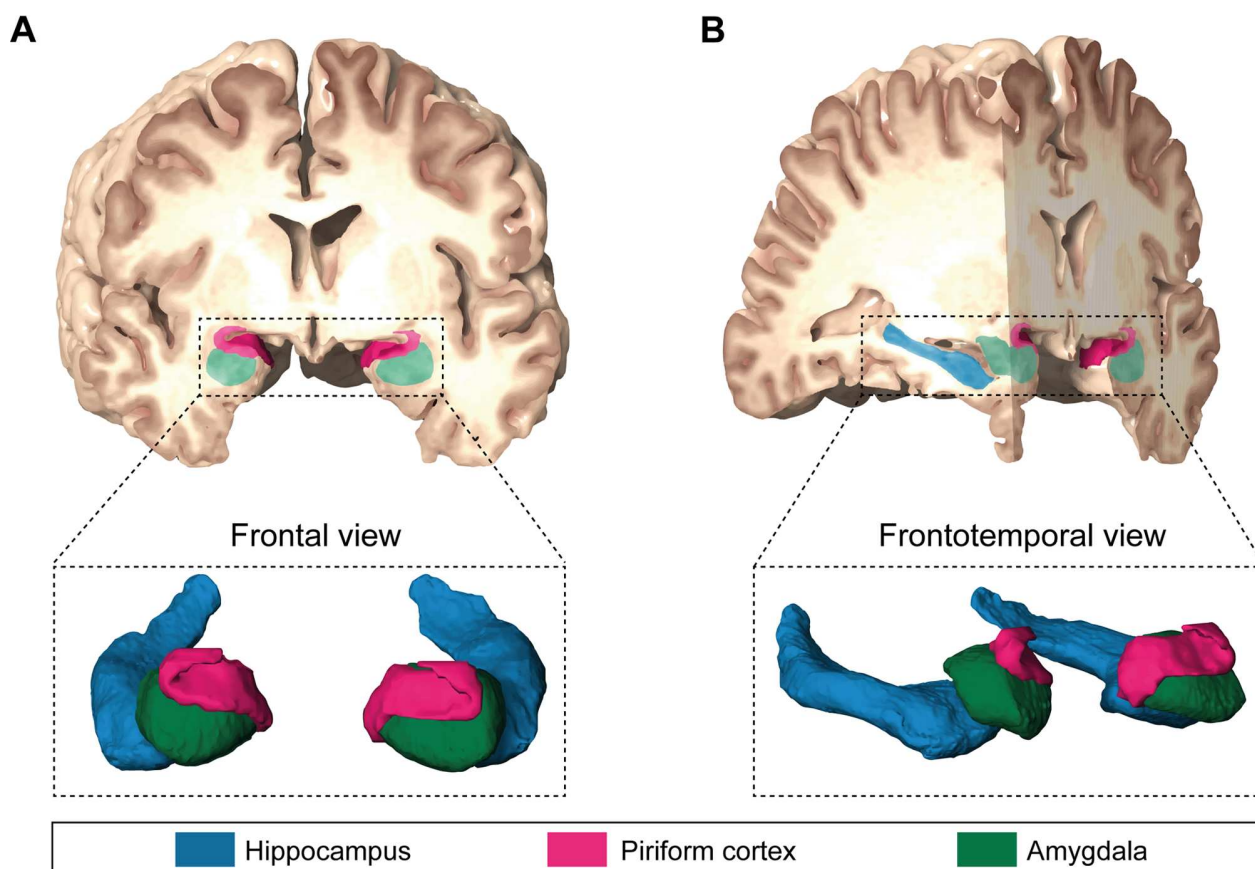 A
B
Frontal view
Frontotemporal view
Hippocampus
Piriform cortex
Amygdala